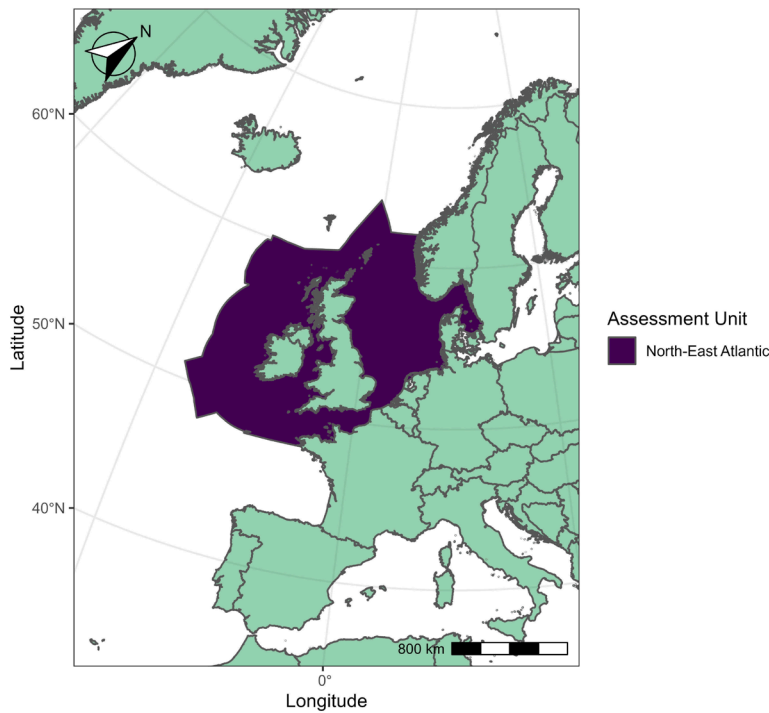 N
60°N
50°N
40°N
Latitude
Assessment Unit
North-East Atlantic
800 km
0°
Longitude